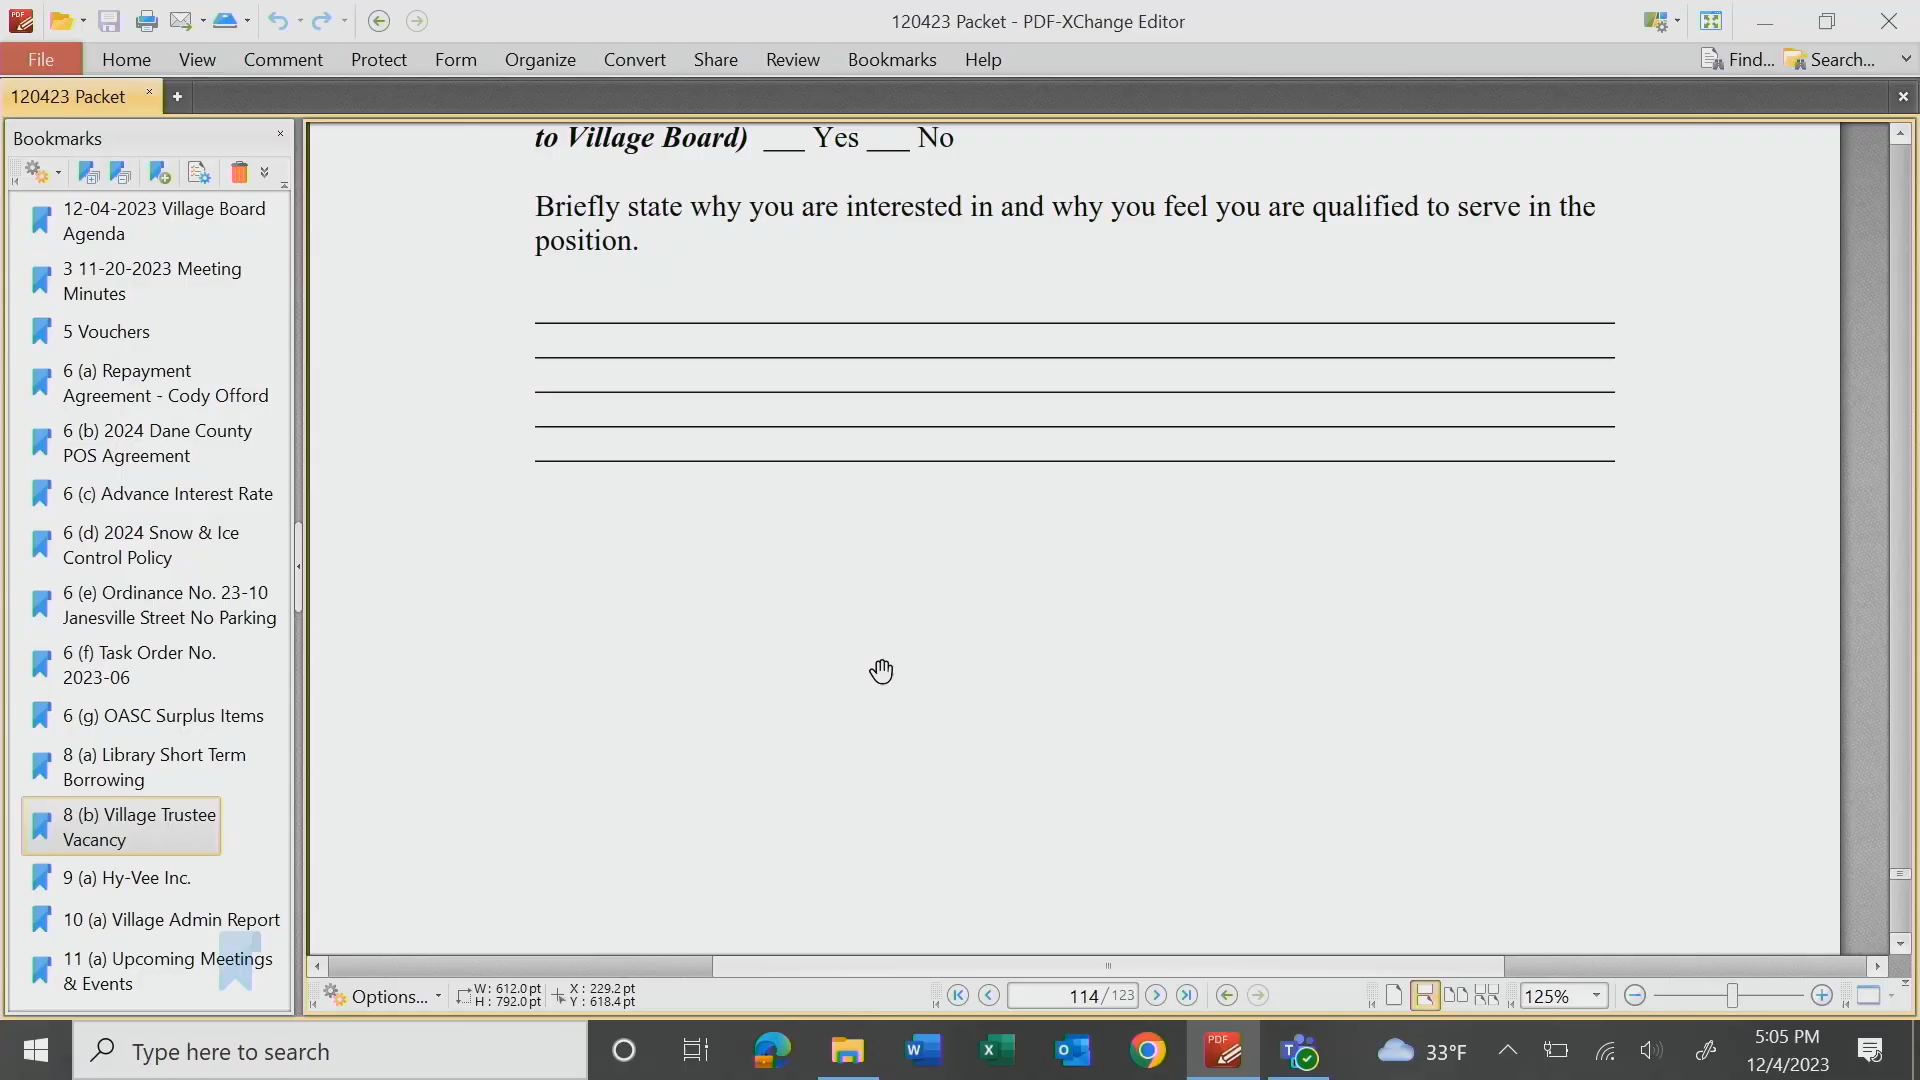 120423 Packet - PDF-XChange Editor
File Home View Comment Protect Form Organize Convert Share Review Bookmarks Help Find... Search...
120423 Packet
Bookmarks
12-04-2023 Village Board
Agenda
3 11-20-2023 Meeting
Minutes
5 Vouchers
6 (a) Repayment
Agreement - Cody Offord
6 (b) 2024 Dane County
POS Agreement
6 (c) Advance Interest Rate
6 (d) 2024 Snow & Ice
Control Policy
6 (e) Ordinance No. 23-10
Janesville Street No Parking
6 (f) Task Order No.
2023-06
6 (g) OASC Surplus Items
8 (a) Library Short Term
Borrowing
8 (b) Village Trustee
Vacancy
9 (a) Hy-Vee Inc.
10 (a) Village Admin Report
11 (a) Upcoming Meetings
& Events
to Village Board) ___ Yes ___ No
Briefly state why you are interested in and why you feel you are qualified to serve in the
position.
Options...
W: 612.0 pt
H: 792.0 pt
X: 229.2 pt
Y: 618.4 pt
114 / 123
125%
Type here to search
33°F
5:05 PM
12/4/2023